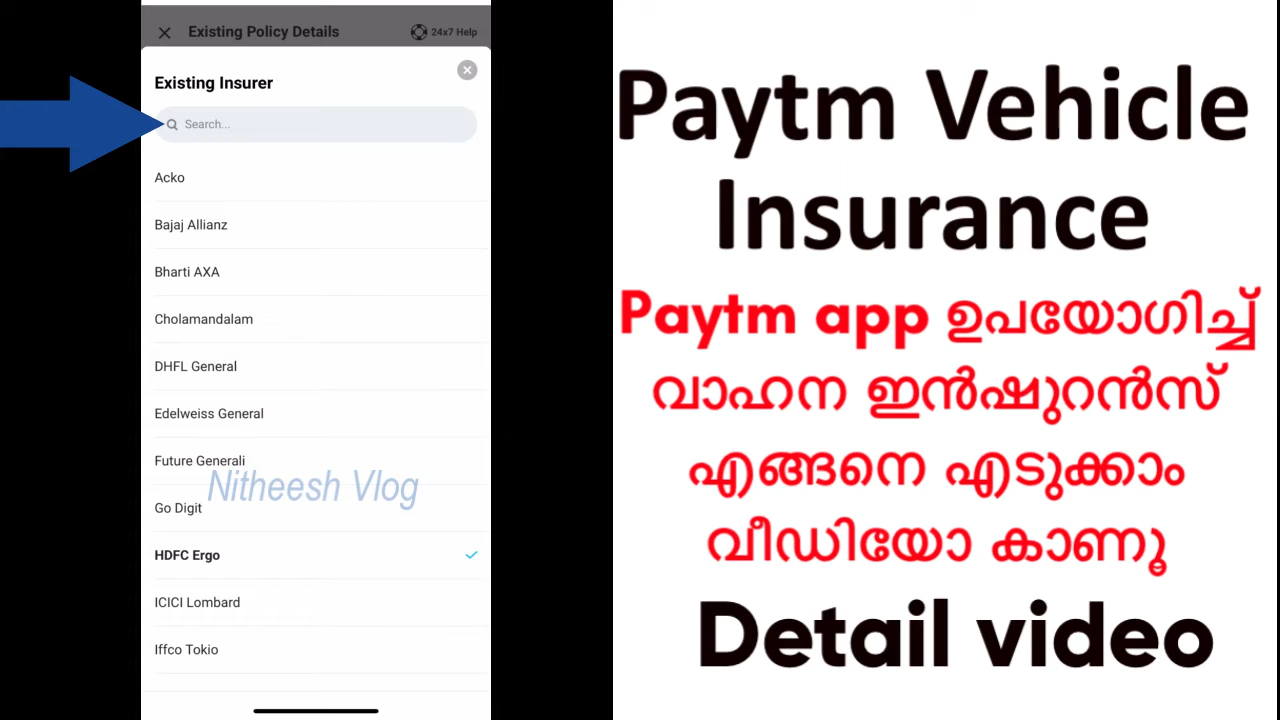 Existing Policy Details
24x7 Help
Existing Insurer
Search...
Acko
Bajaj Allianz
Bharti AXA
Cholamandalam
DHFL General
Edelweiss General
Future Generali
Nitheesh Vlog
Go Digit
HDFC Ergo
ICICI Lombard
Iffco Tokio
Paytm Vehicle
Insurance
Paytm app ഉപയോഗിച്ച്
വാഹന ഇൻഷുറൻസ്
എങ്ങനെ എടുക്കാം
വീഡിയോ കാണൂ
Detail video